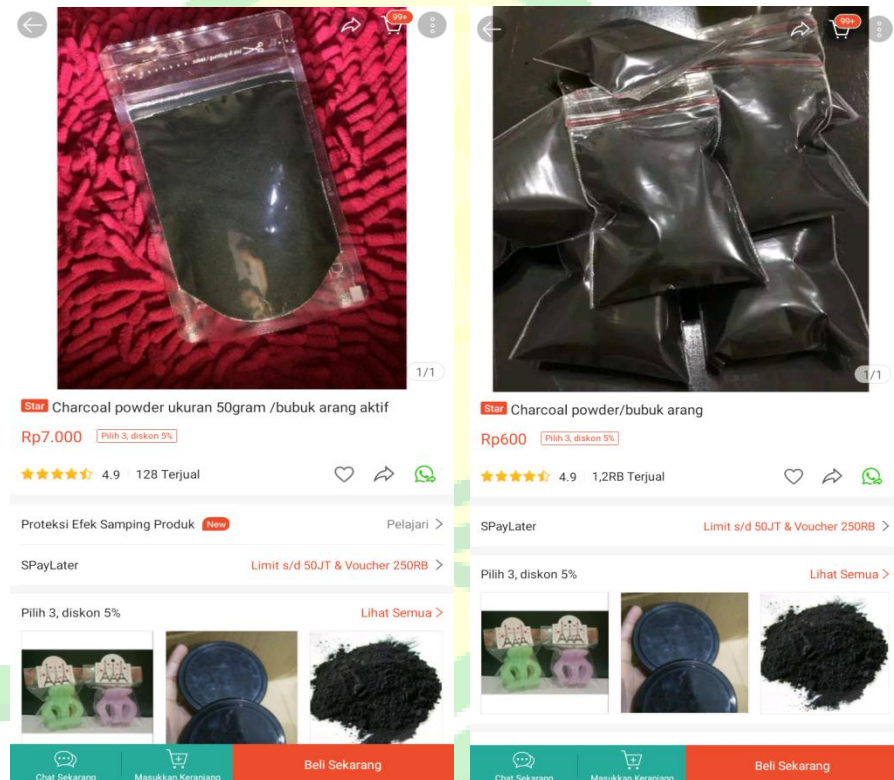 99+
1/1
Star Charcoal powder ukuran 50gram /bubuk arang aktif
Rp7.000 Pilih 3, diskon 5%
4.9 128 Terjual
Proteksi Efek Samping Produk New Pelajari >
SPayLater Limit s/d 50JT & Voucher 250RB >
Pilih 3, diskon 5% Lihat Semua >
Chat Sekarang Masukkan Keranjang Beli Sekarang
99+
1/1
Star Charcoal powder/bubuk arang
Rp600 Pilih 3, diskon 5%
4.9 1,2RB Terjual
SPayLater Limit s/d 50JT & Voucher 250RB >
Pilih 3, diskon 5% Lihat Semua >
Chat Sekarang Masukkan Keranjang Beli Sekarang